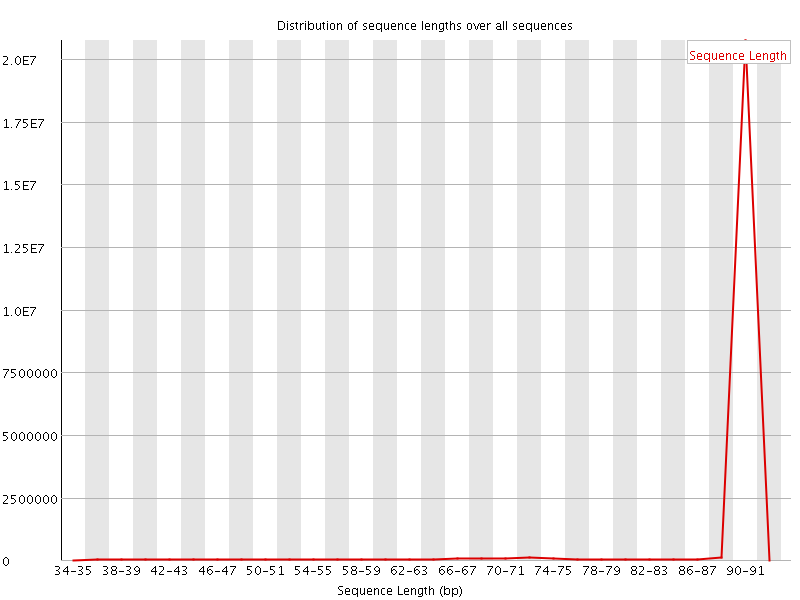 Distribution of sequence lengths over all sequences
Sequence Length
2.0E7
1.75E7
1.5E7
1.25E7
1.0E7
7500000
5000000
2500000
0
34-35 38-39 42-43 46-47 50-51 54-55 58-59 62-63 66-67 70-71 74-75 78-79 82-83 86-87 90-91
Sequence Length (bp)